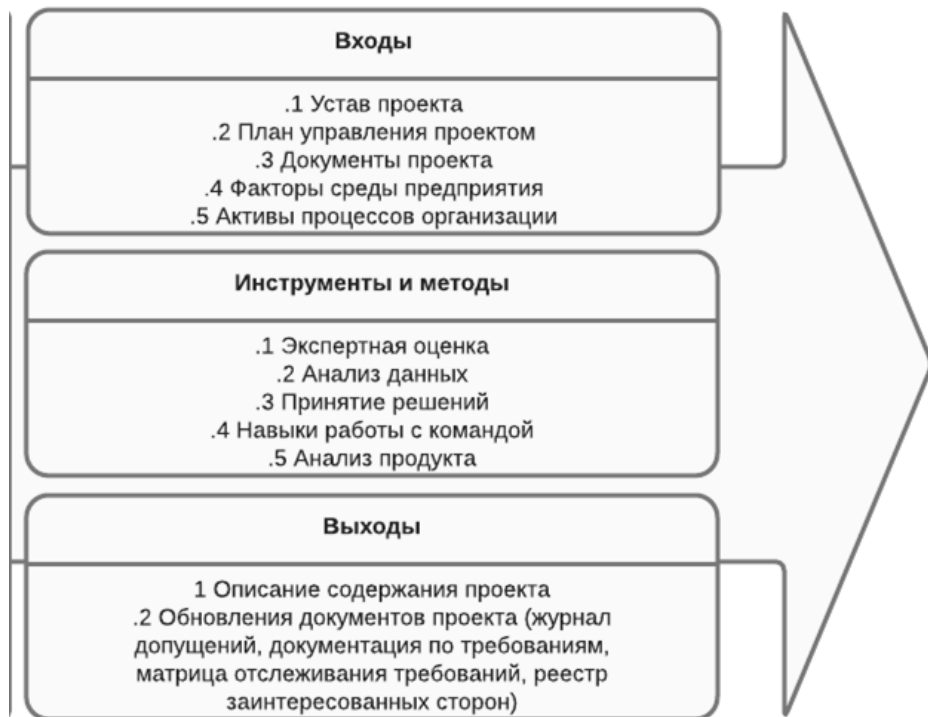 Входы
.1 Устав проекта
.2 План управления проектом
.3 Документы проекта
.4 Факторы среды предприятия
.5 Активы процессов организации
Инструменты и методы
.1 Экспертная оценка
.2 Анализ данных
.3 Принятие решений
.4 Навыки работы с командой
.5 Анализ продукта
Выходы
1 Описание содержания проекта
.2 Обновления документов проекта (журнал
допущений, документация по требованиям,
матрица отслеживания требований, реестр
заинтересованных сторон)